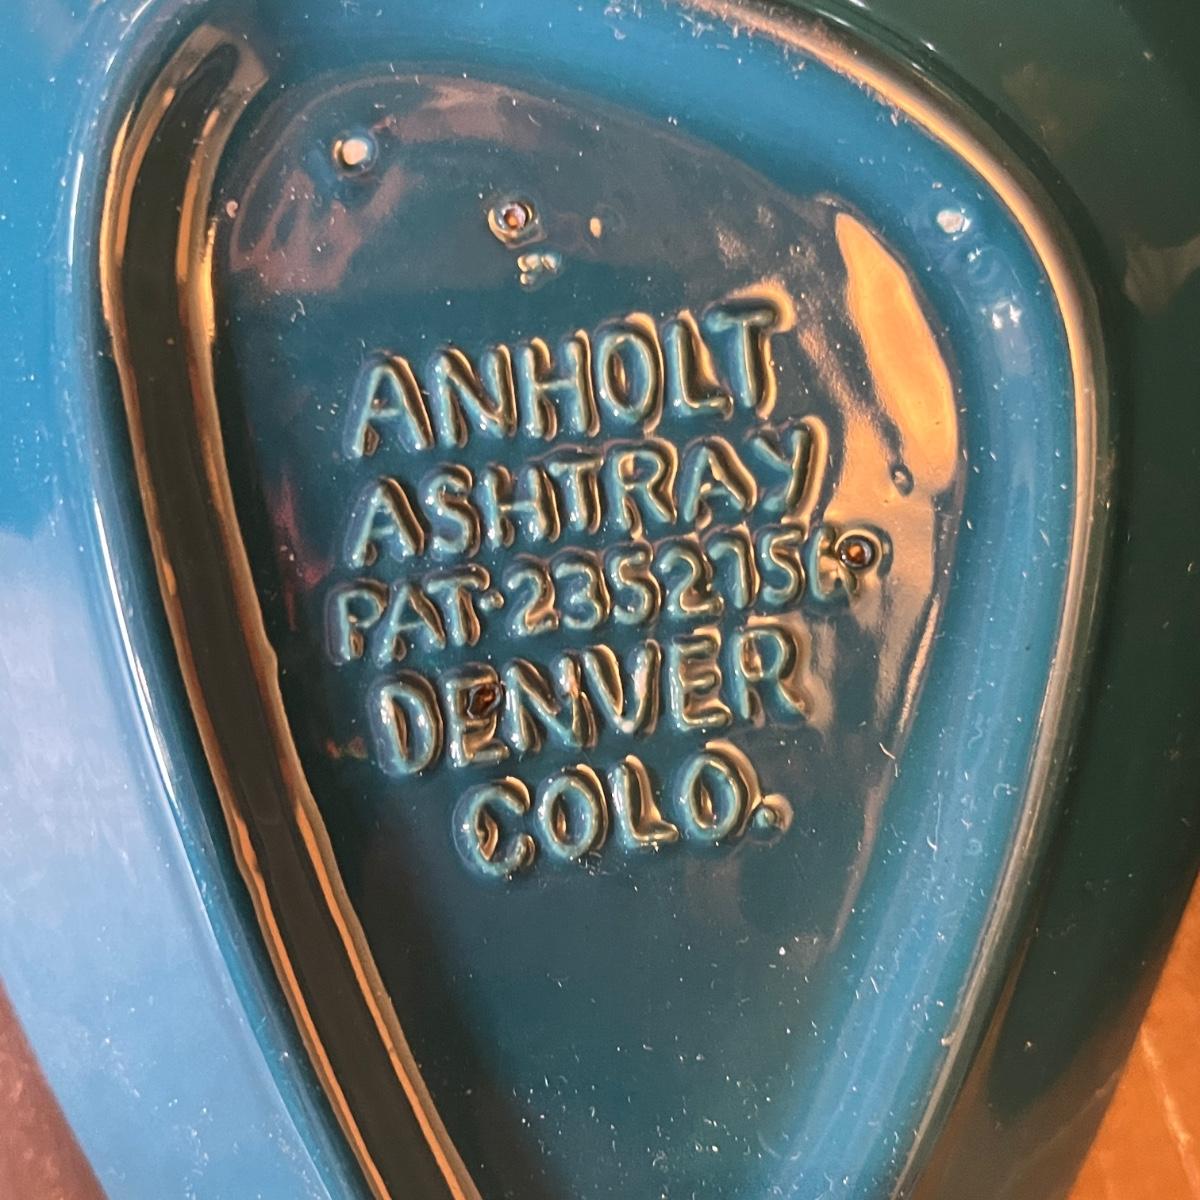 ANHOLT
ASHTRAY
PAT·2352756
DENVER
COLO.